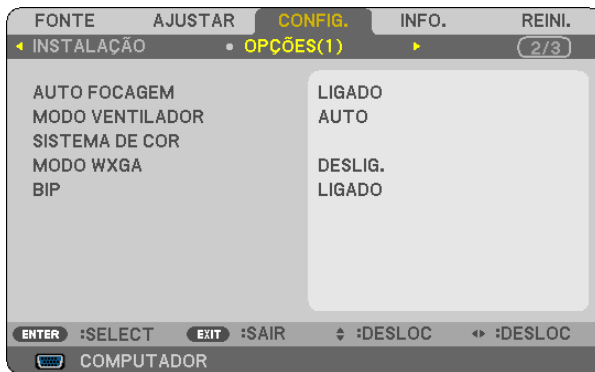 FONTE AJUSTAR CONFIG. INFO. REINI.
INSTALAÇÃO OPÇÕES(1) 2/3
AUTO FOCAGEM LIGADO
MODO VENTILADOR AUTO
SISTEMA DE COR
MODO WXGA DESLIG.
BIP LIGADO
ENTER :SELECT EXIT :SAIR :DESLOC :DESLOC
COMPUTADOR